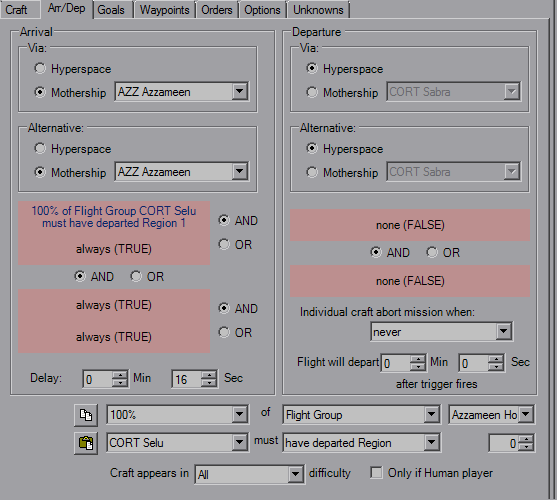 Craft Arr/Dep Goals Waypoints Orders Options Unknowns
Arrival
Via:
Hyperspace
Mothership AZZ Azzameen
Alternative:
Hyperspace
Mothership AZZ Azzameen
100% of Flight Group CORT Selu
must have departed Region 1
always (TRUE)
AND
OR
AND OR
always (TRUE)
always (TRUE)
AND
OR
Delay: 0 Min 16 Sec
Departure
Via:
Hyperspace
Mothership CORT Sabra
Alternative:
Hyperspace
Mothership CORT Sabra
none (FALSE)
AND OR
none (FALSE)
Individual craft abort mission when:
never
Flight will depart 0 Min 0 Sec
after trigger fires
100% of Flight Group Azzameen Ho
CORT Selu must have departed Region 0
Craft appears in All difficulty Only if Human player